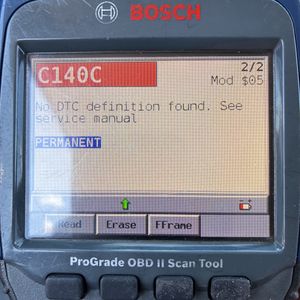 BOSCH
C140C 2/2
Mod $05
No DTC definition found. See
service manual
PERMANENT
Read Erase FFrame
ProGrade OBD II Scan Tool